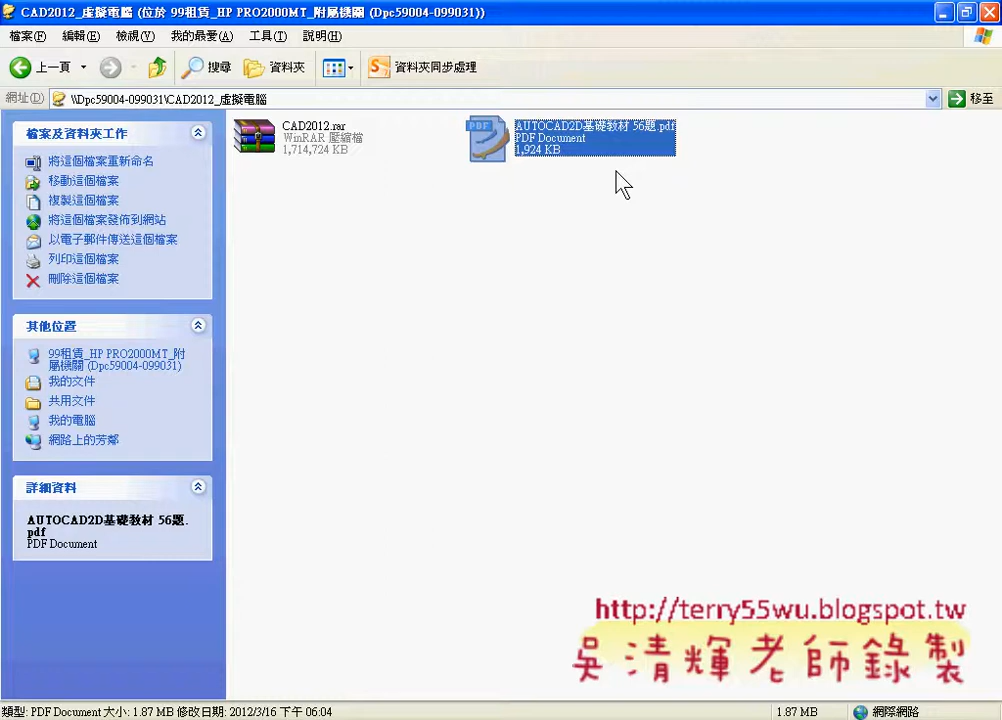 CAD2012_虛擬電腦 (位於 99租賃_HP PRO2000MT_附屬機關 (Dpc59004-099031))
檔案(F) 編輯(E) 檢視(V) 我的最愛(A) 工具(T) 說明(H)
上一頁 搜尋 資料夾 資料夾同步處理
網址(D) \\Dpc59004-099031\CAD2012_虛擬電腦 移至
檔案及資料夾工作
將這個檔案重新命名
移動這個檔案
複製這個檔案
將這個檔案發佈到網站
以電子郵件傳送這個檔案
列印這個檔案
刪除這個檔案
其他位置
99租賃_HP PRO2000MT_附
屬機關 (Dpc59004-099031)
我的文件
共用文件
我的電腦
網路上的芳鄰
詳細資料
AUTOCAD2D基礎教材 56題.
pdf
PDF Document
CAD2012.rar
WinRAR 壓縮檔
1,714,724 KB
PDF
AUTOCAD2D基礎教材 56題.pdf
PDF Document
1,924 KB
http://terry55wu.blogspot.tw
吳清輝老師錄製
類型: PDF Document 大小: 1.87 MB 修改日期: 2012/3/16 下午 06:04 1.87 MB 網際網路